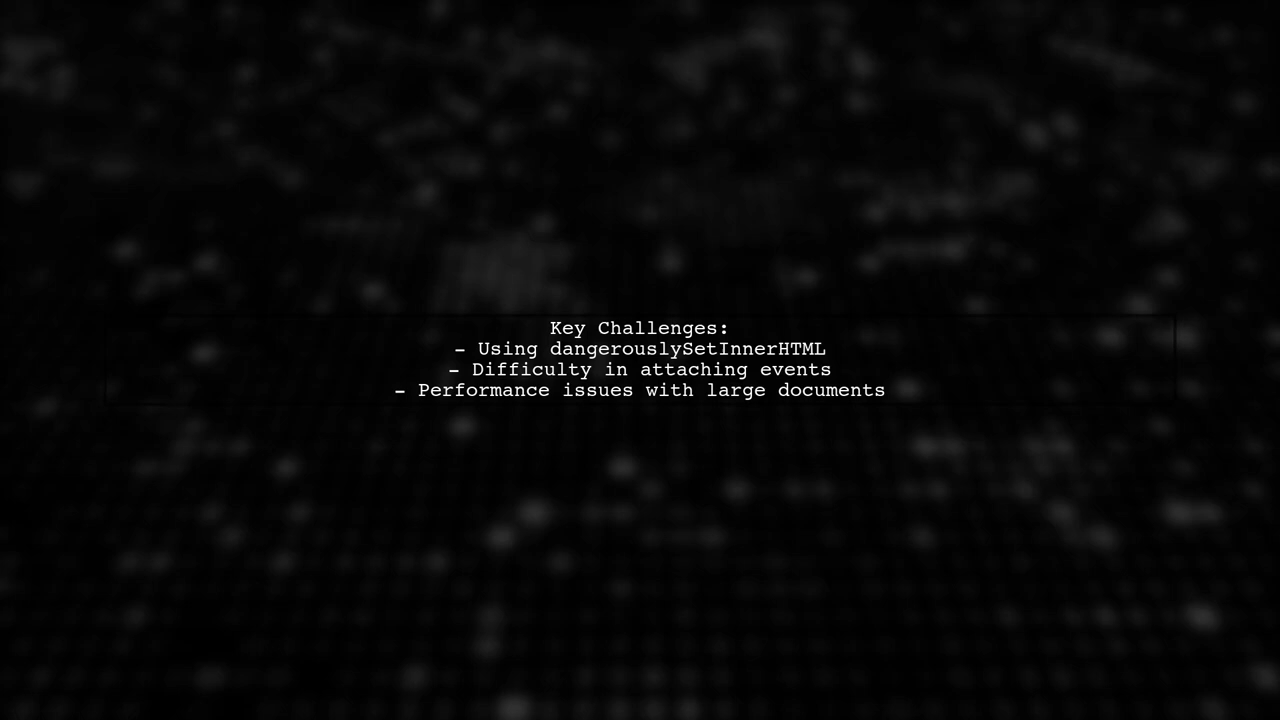 Key Challenges:
- Using dangerouslySetInnerHTML
- Difficulty in attaching events
- Performance issues with large documents